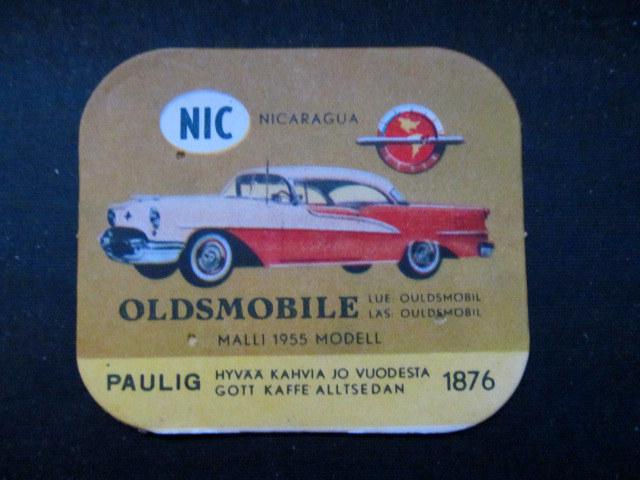 NIC NICARAGUA
OLDSMOBILE
LUE: OULDSMOBIL
LÄS: OULDSMOBIL
MALLI 1955 MODELL
PAULIG
HYVÄÄ KAHVIA JO VUODESTA
GOTT KAFFE ALLTSEDAN
1876